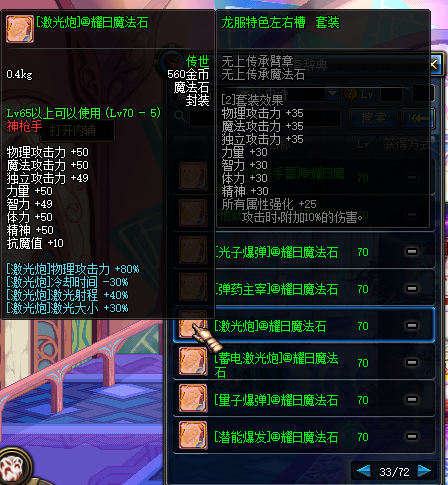 [激光炮]@耀日魔法石
传世
0.4kg
560金币
魔法石
封装
Lv65以上可以使用 (Lv70 - 5)
神枪手
物理攻击力 +50
魔法攻击力 +50
独立攻击力 +49
力量 +50
智力 +49
体力 +50
精神 +50
抗魔值 +10
[激光炮]物理攻击力 +80%
[激光炮]冷却时间 -30%
[激光炮]激光射程 +40%
[激光炮]激光大小 +30%
龙服特色左右槽 套装
无上传承臂章
无上传承魔法石
[2]套装效果
物理攻击力 +35
魔法攻击力 +35
独立攻击力 +35
力量 +30
智力 +30
体力 +30
精神 +30
所有属性强化 +25
攻击时,附加10%的伤害。
辞典
Lv
搜索
打开内辅
Lv
获得方式
手雷]@耀日魔
70
[光子爆弹]@耀日魔法石
70
[弹药主宰]@耀日魔法石
70
[激光炮]@耀日魔法石
70
[蓄电激光炮]@耀日魔法
石
70
[量子爆弹]@耀日魔法石
70
[潜能爆发]@耀日魔法石
70
33/72